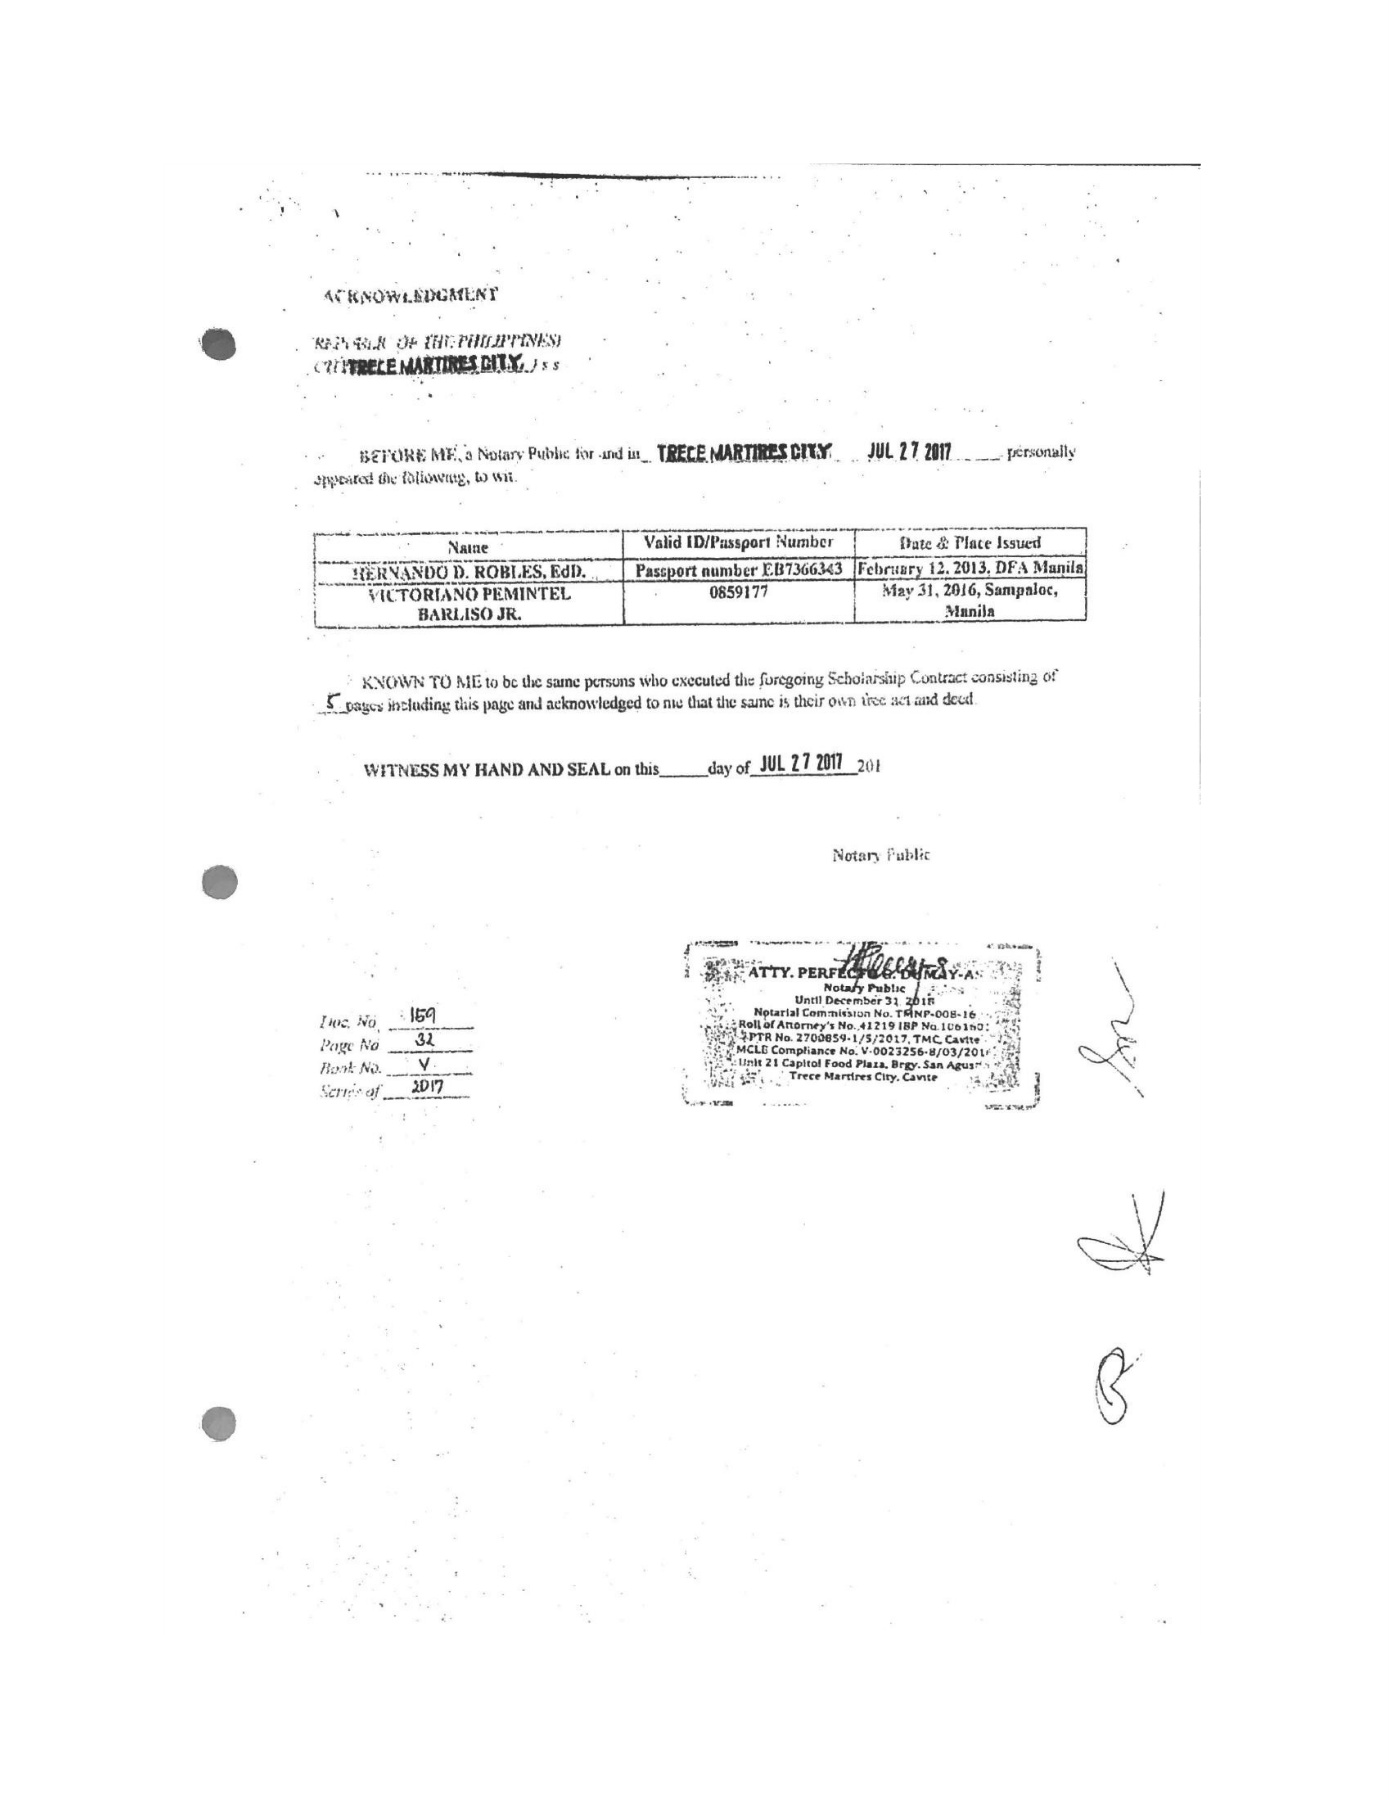 ACKNOWLEDGMENT
REPUBLIC OF THE PHILIPPINES)
TRECE MARTIRES CITY ) s s
BEFORE ME, a Notary Public for and in TRECE MARTIRES CITY JUL 27 2017 personally
appeared the following, to wit.
Name Valid ID/Passport Number Date & Place Issued
HERNANDO D. ROBLES, EdD. Passport number EB7366343 February 12, 2013, DFA Manila
VICTORIANO PEMINTEL BARLISO JR. 0859177 May 31, 2016, Sampaloc, Manila
KNOWN TO ME to be the same persons who executed the foregoing Scholarship Contract consisting of
5 pages including this page and acknowledged to me that the same is their own free act and deed
WITNESS MY HAND AND SEAL on this ______ day of JUL 27 2017 201
Notary Public
ATTY. PERFECTO G. DUMAY-AS
Notary Public
Until December 31, 2018
Notarial Commission No. TMNP-008-16
Roll of Attorney's No. 41219 IBP No.
PTR No. 2700859-1/5/2017, TMC, Cavite
MCLE Compliance No. V-0023256-8/03/201
Unit 21 Capitol Food Plaza, Brgy. San Agus
Trece Martires City, Cavite
Doc. No. 159
Page No 32
Book No. V
Series of 2017